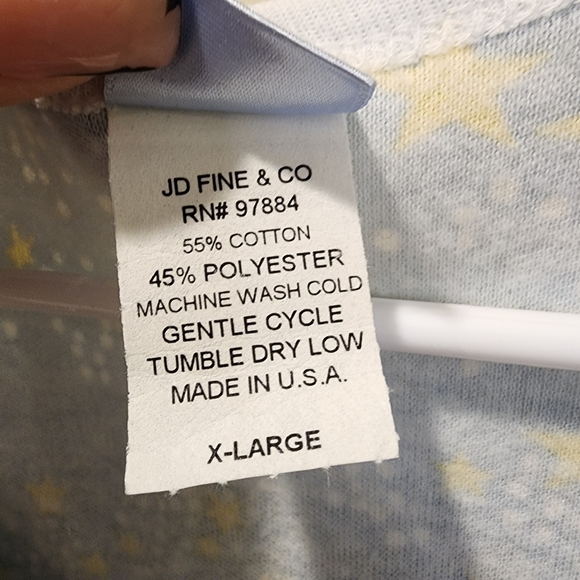 JD FINE & CO
RN# 97884
55% COTTON
45% POLYESTER
MACHINE WASH COLD
GENTLE CYCLE
TUMBLE DRY LOW
MADE IN U.S.A.
X-LARGE